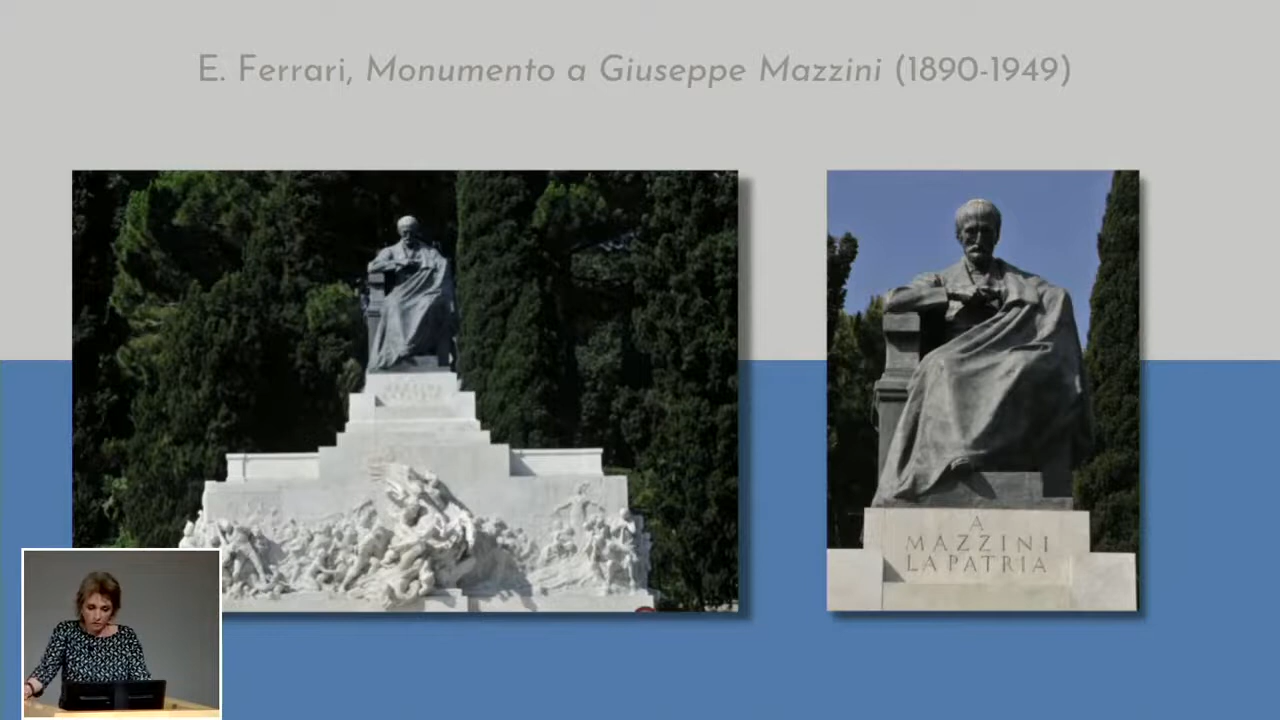 E. Ferrari, Monumento a Giuseppe Mazzini (1890-1949)
A
MAZZINI
LA PATRIA